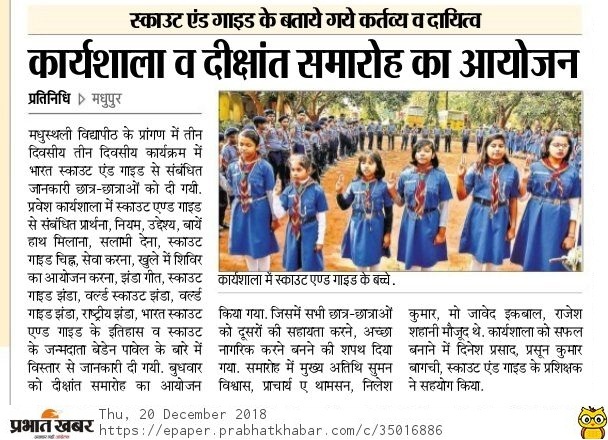 स्काउट एंड गाइड के बताये गये कर्तव्य व दायित्व
कार्यशाला व दीक्षांत समारोह का आयोजन
प्रतिनिधि ▷ मधुपुर
मधुस्थली विद्यापीठ के प्रांगण में तीन
दिवसीय तीन दिवसीय कार्यक्रम में
भारत स्काउट एंड गाइड से संबंधित
जानकारी छात्र-छात्राओं को दी गयी.
प्रवेश कार्यशाला में स्काउट एण्ड गाइड
से संबंधित प्रार्थना, नियम, उद्देश्य, बायें
हाथ मिलाना, सलामी देना, स्काउट
गाइड चिह्न, सेवा करना, खुले में शिविर
का आयोजन करना, झंडा गीत, स्काउट
गाइड झंडा, वर्ल्ड स्काउट झंडा, वर्ल्ड
गाइड झंडा, राष्ट्रीय झंडा, भारत स्काउट
एण्ड गाइड के इतिहास व स्काउट
के जन्मदाता बेडेन पावेल के बारे में
विस्तार से जानकारी दी गयी. बुधवार
को दीक्षांत समारोह का आयोजन
कार्यशाला में स्काउट एण्ड गाइड के बच्चे.
किया गया. जिसमें सभी छात्र-छात्राओं
को दूसरों की सहायता करने, अच्छा
नागरिक करने बनने की शपथ दिया
गया. समारोह में मुख्य अतिथि सुमन
विश्वास, प्राचार्य ए थामसन, निलेश
कुमार, मो जावेद इकबाल, राजेश
शहानी मौजूद थे. कार्यशाला को सफल
बनाने में दिनेश प्रसाद, प्रसून कुमार
बागची, स्काउट एंड गाइड के प्रशिक्षक
ने सहयोग किया.
प्रभात खबर
Thu, 20 December 2018
https://epaper.prabhatkhabar.com/c/35016886